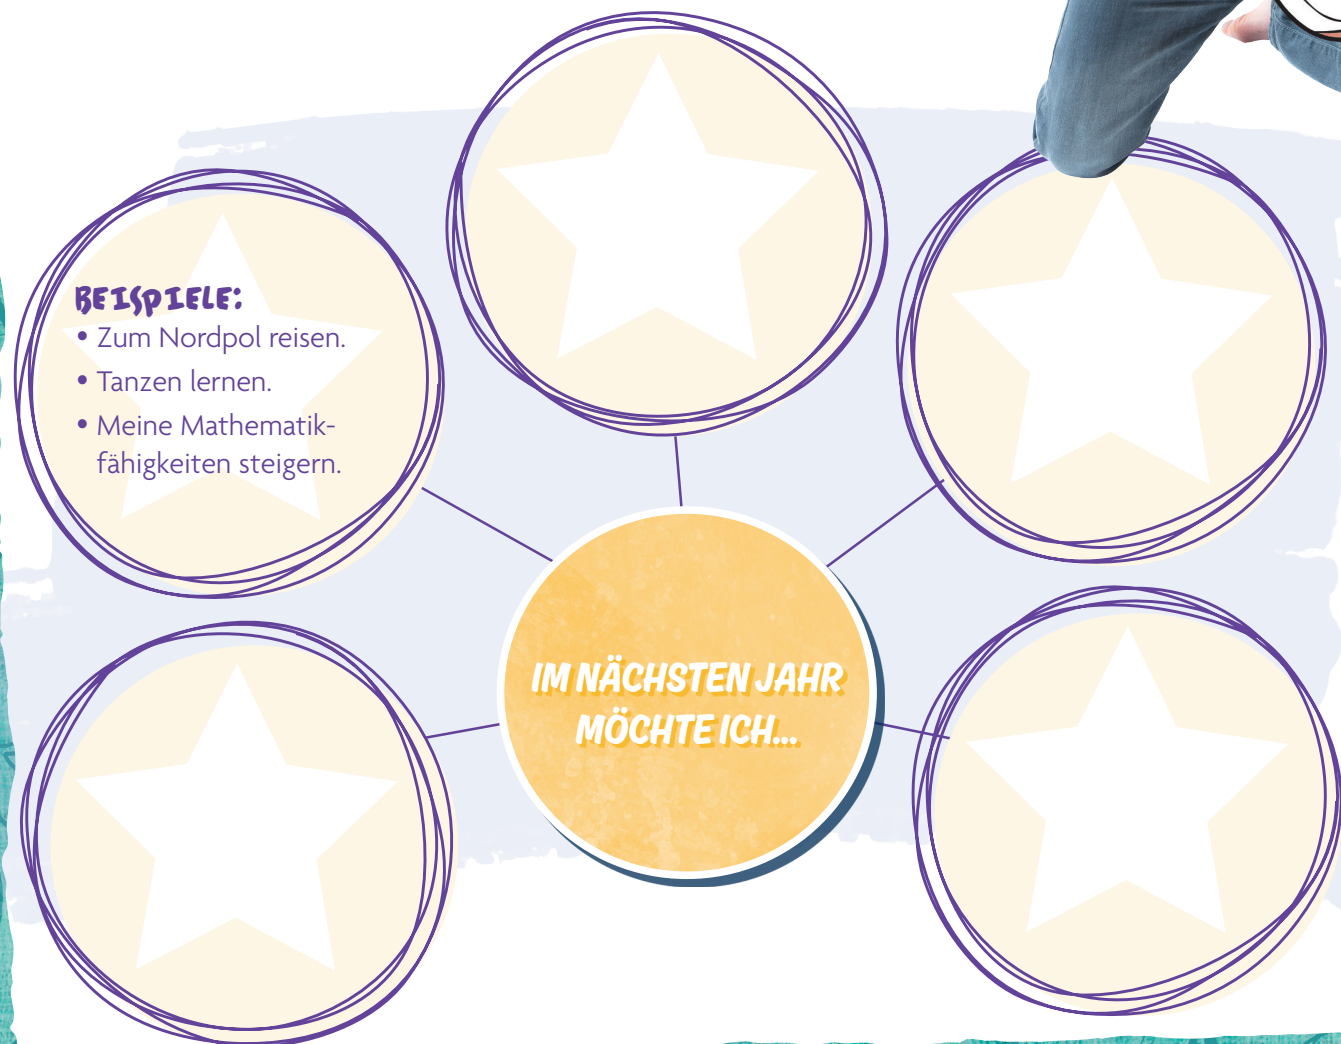 BEISPIELE:
• Zum Nordpol reisen.
• Tanzen lernen.
• Meine Mathematik-
fähigkeiten steigern.
IM NÄCHSTEN JAHR
MÖCHTE ICH...